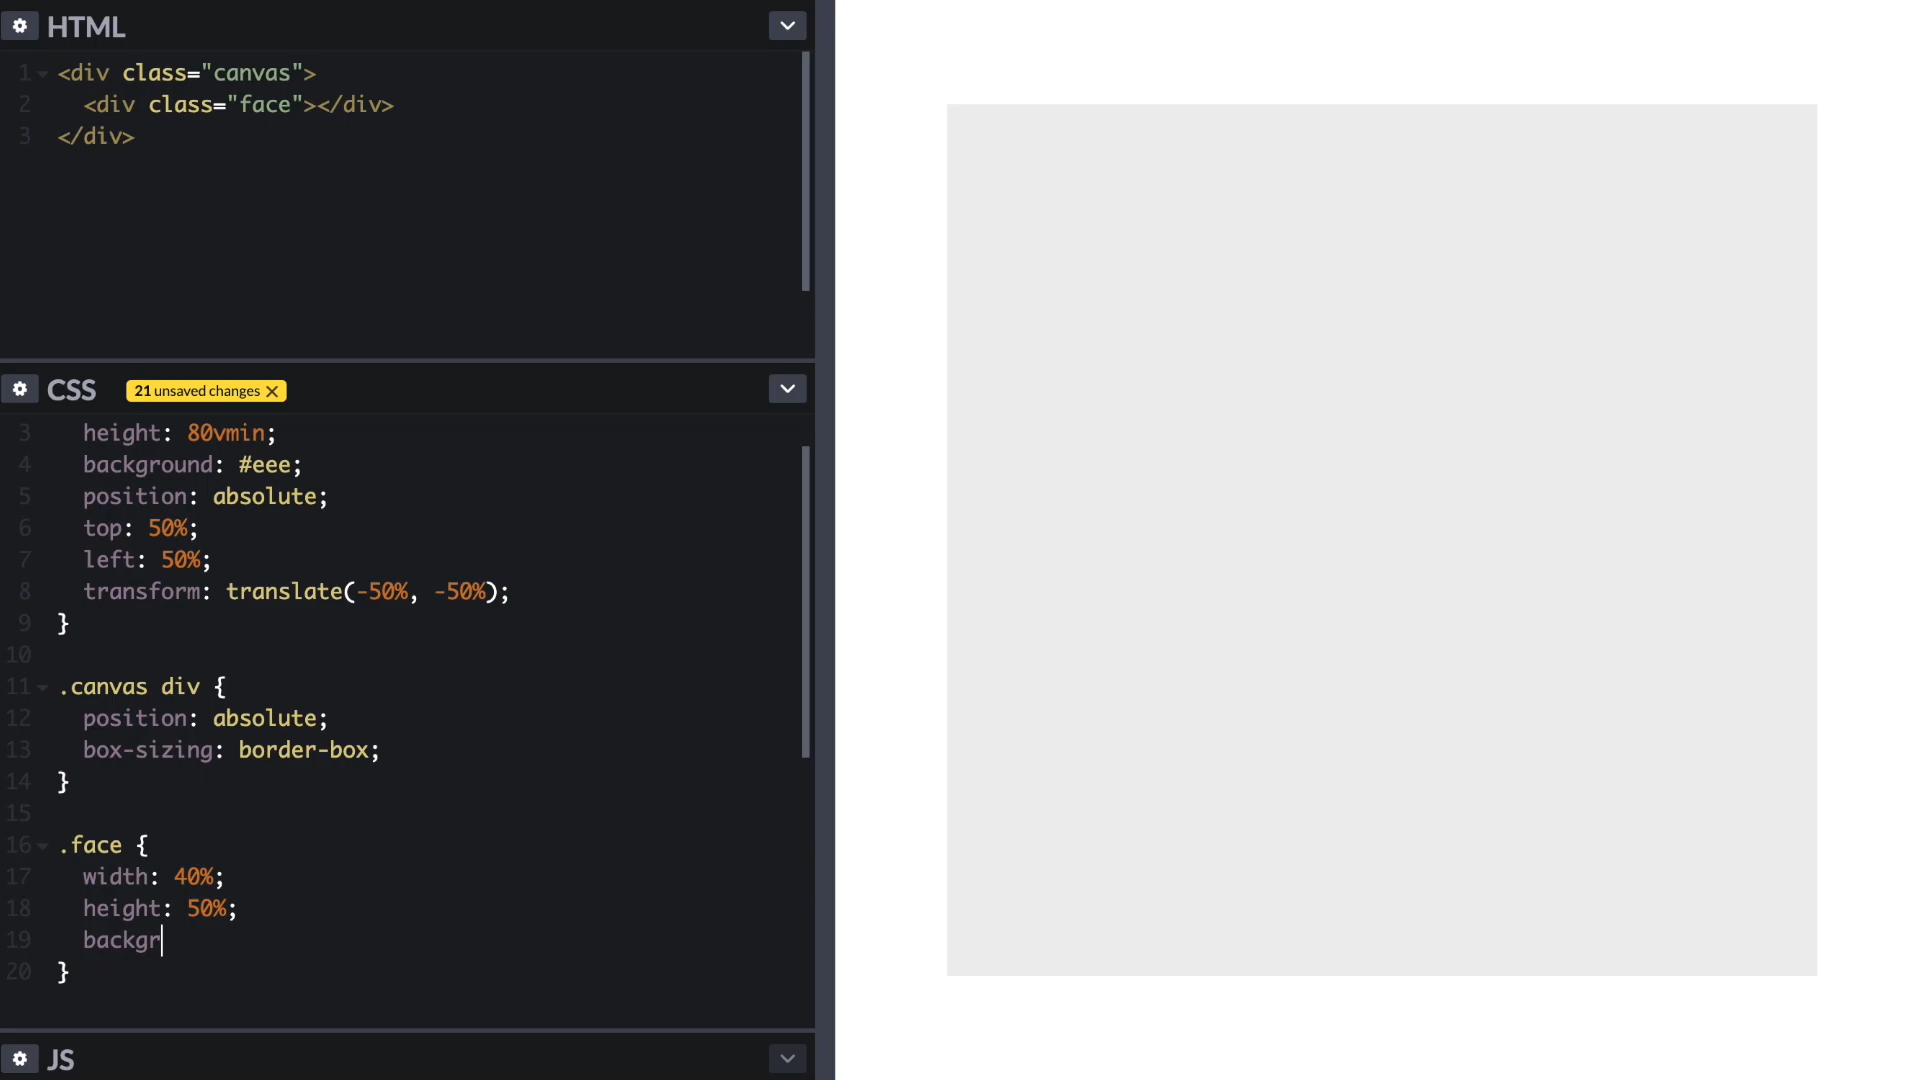 HTML
1 <div class="canvas">
2 <div class="face"></div>
3 </div>
CSS 21 unsaved changes
3 height: 80vmin;
4 background: #eee;
5 position: absolute;
6 top: 50%;
7 left: 50%;
8 transform: translate(-50%, -50%);
9 }
10
11 .canvas div {
12 position: absolute;
13 box-sizing: border-box;
14 }
15
16 .face {
17 width: 40%;
18 height: 50%;
19 backgr
20 }
JS